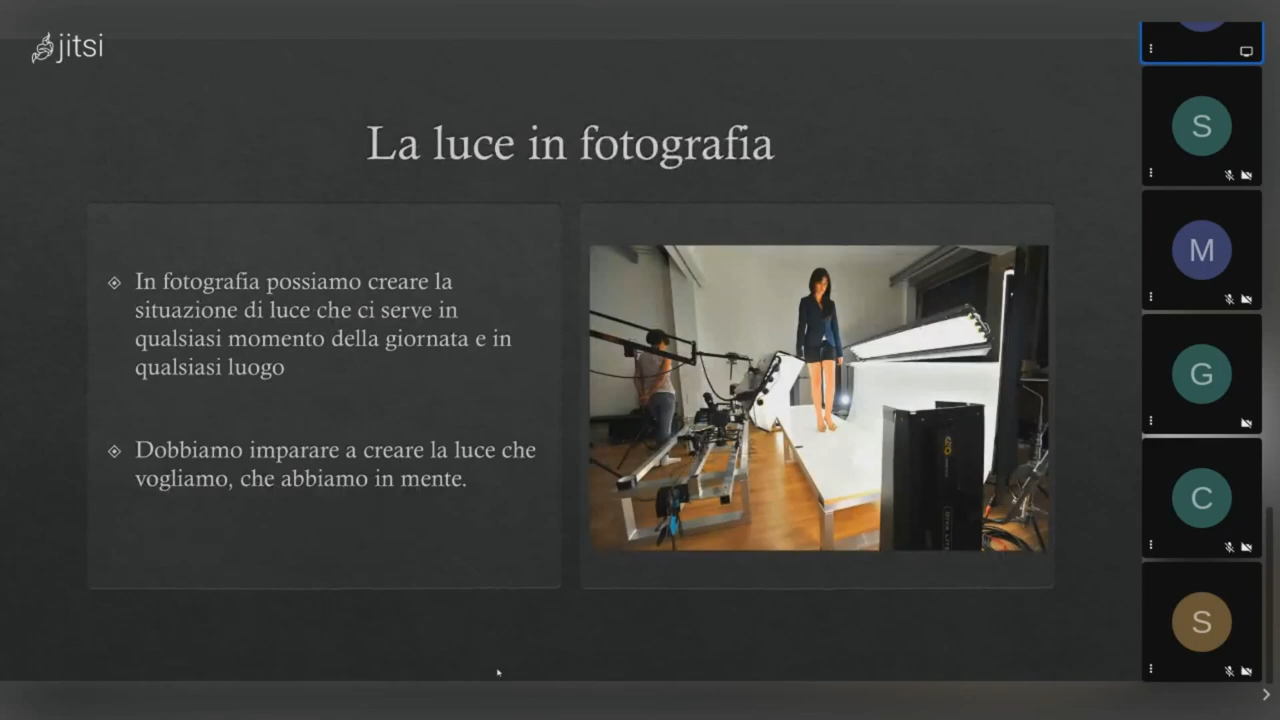 jitsi
La luce in fotografia
In fotografia possiamo creare la
situazione di luce che ci serve in
qualsiasi momento della giornata e in
qualsiasi luogo
Dobbiamo imparare a creare la luce che
vogliamo, che abbiamo in mente.
S
M
G
C
S